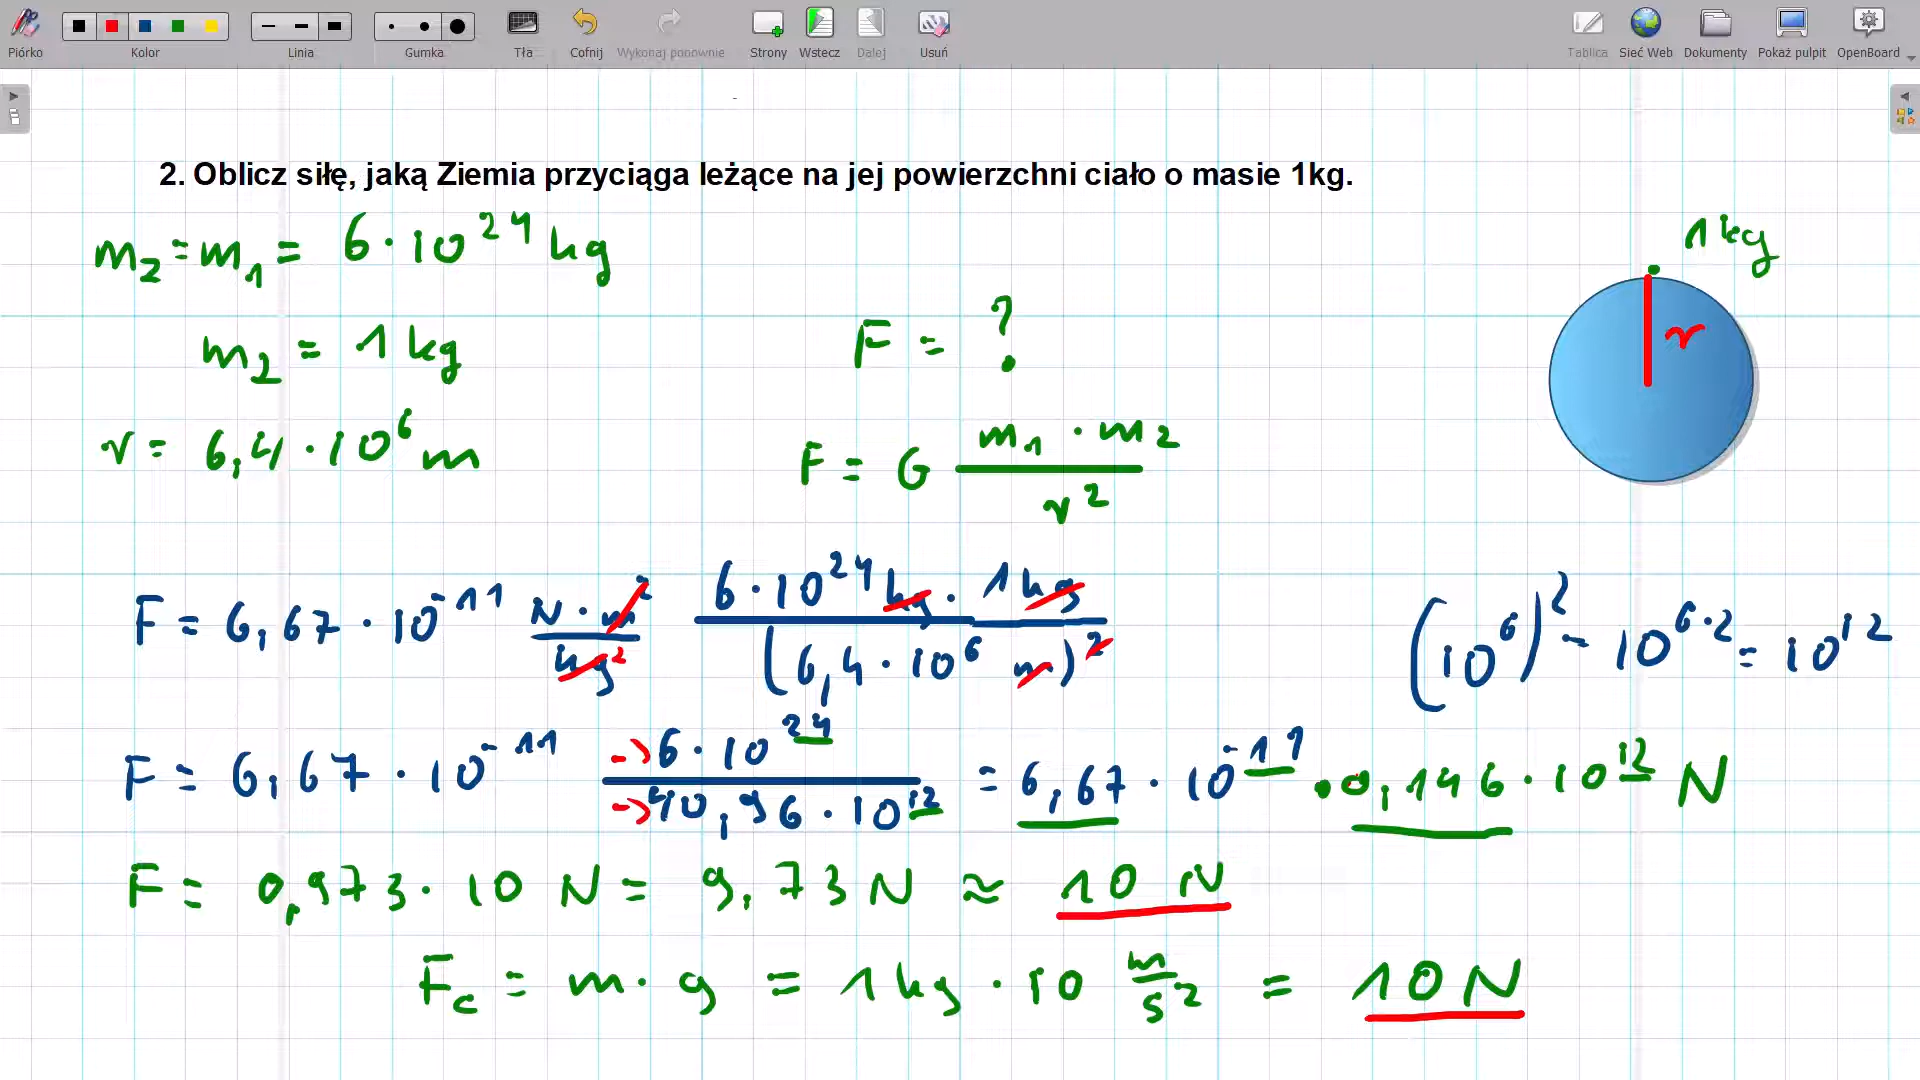 Piórko Kolor Linia Gumka Tła Cofnij Wykonaj ponownie Strony Wstecz Dalej Usuń Tablica Sieć Web Dokumenty Pokaż pulpit OpenBoard
2. Oblicz siłę, jaką Ziemia przyciąga leżące na jej powierzchni ciało o masie 1kg.
m₂ = m₁ = 6 · 10²⁴ kg
1 kg
m₂ = 1 kg
F = ?
r
r = 6,4 · 10⁶ m
F = G m₁ · m₂ / r²
F = 6,67 · 10⁻¹¹ N · m² / kg² 6 · 10²⁴ kg · 1 kg / (6,4 · 10⁶ m)²
(10⁶)² = 10⁶·² = 10¹²
F = 6,67 · 10⁻¹¹ 6 · 10²⁴ / 40,96 · 10¹² = 6,67 · 10⁻¹¹ · 0,146 · 10¹² N
F = 0,973 · 10 N = 9,73 N ≈ 10 N
Fc = m · g = 1 kg · 10 m/s² = 10 N